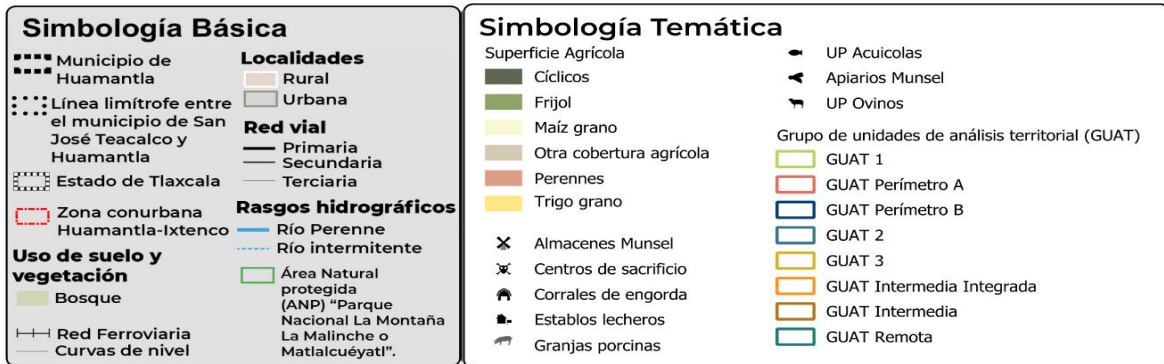 Simbología Básica
Municipio de
Huamantla
Línea limítrofe entre
el municipio de San
José Teacalco y
Huamantla
Estado de Tlaxcala
Zona conurbana
Huamantla-Ixtenco
Uso de suelo y
vegetación
Bosque
Red Ferroviaria
Curvas de nivel
Localidades
Rural
Urbana
Red vial
Primaria
Secundaria
Terciaria
Rasgos hidrográficos
Río Perenne
Río intermitente
Área Natural
protegida
(ANP) “Parque
Nacional La Montaña
La Malinche o
Matlalcuéyatl”.
Simbología Temática
Superficie Agrícola
Cíclicos
Frijol
Maíz grano
Otra cobertura agrícola
Perennes
Trigo grano
Almacenes Munsel
Centros de sacrificio
Corrales de engorda
Establos lecheros
Granjas porcinas
UP Acuicolas
Apiarios Munsel
UP Ovinos
Grupo de unidades de análisis territorial (GUAT)
GUAT 1
GUAT Perímetro A
GUAT Perímetro B
GUAT 2
GUAT 3
GUAT Intermedia Integrada
GUAT Intermedia
GUAT Remota